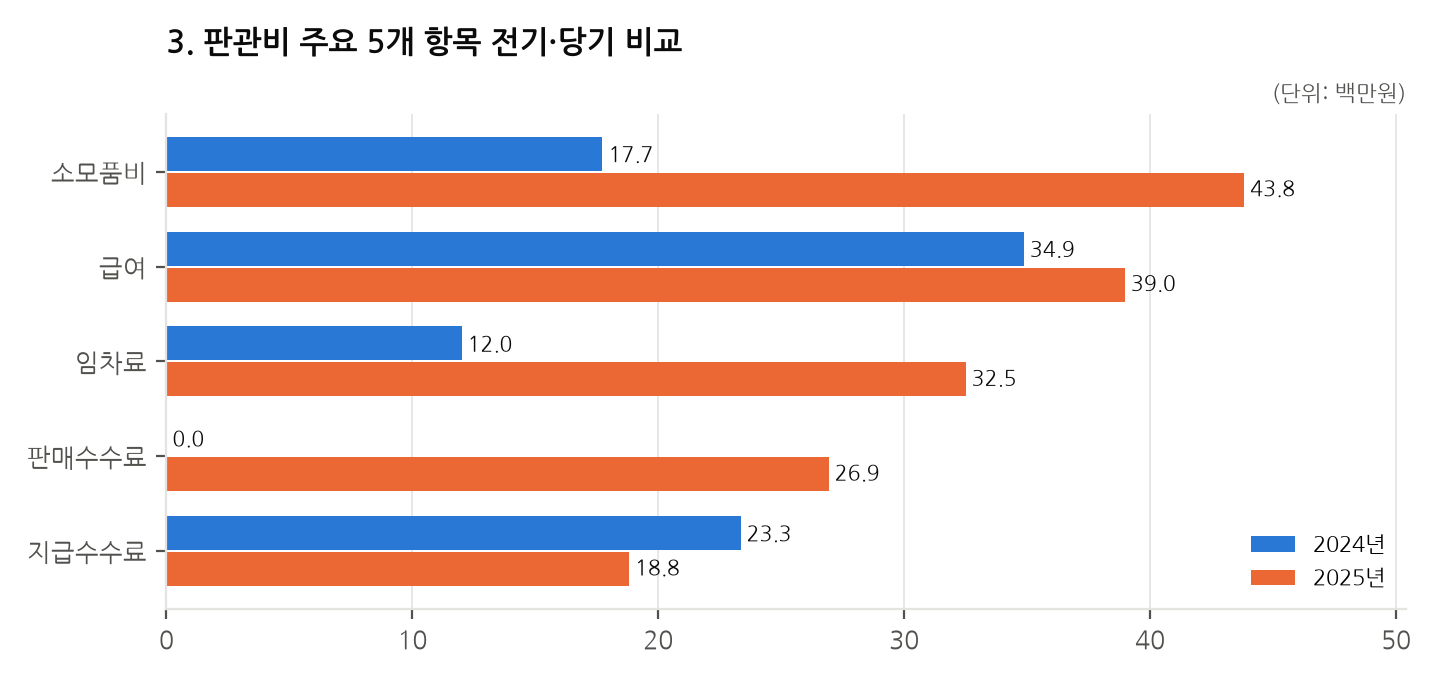 3. 판관비 주요 5개 항목 전기·당기 비교
(단위: 백만원)
소모품비
17.7
43.8
급여
34.9
39.0
임차료
12.0
32.5
판매수수료
0.0
26.9
지급수수료
23.3
18.8
2024년
2025년
0 10 20 30 40 50